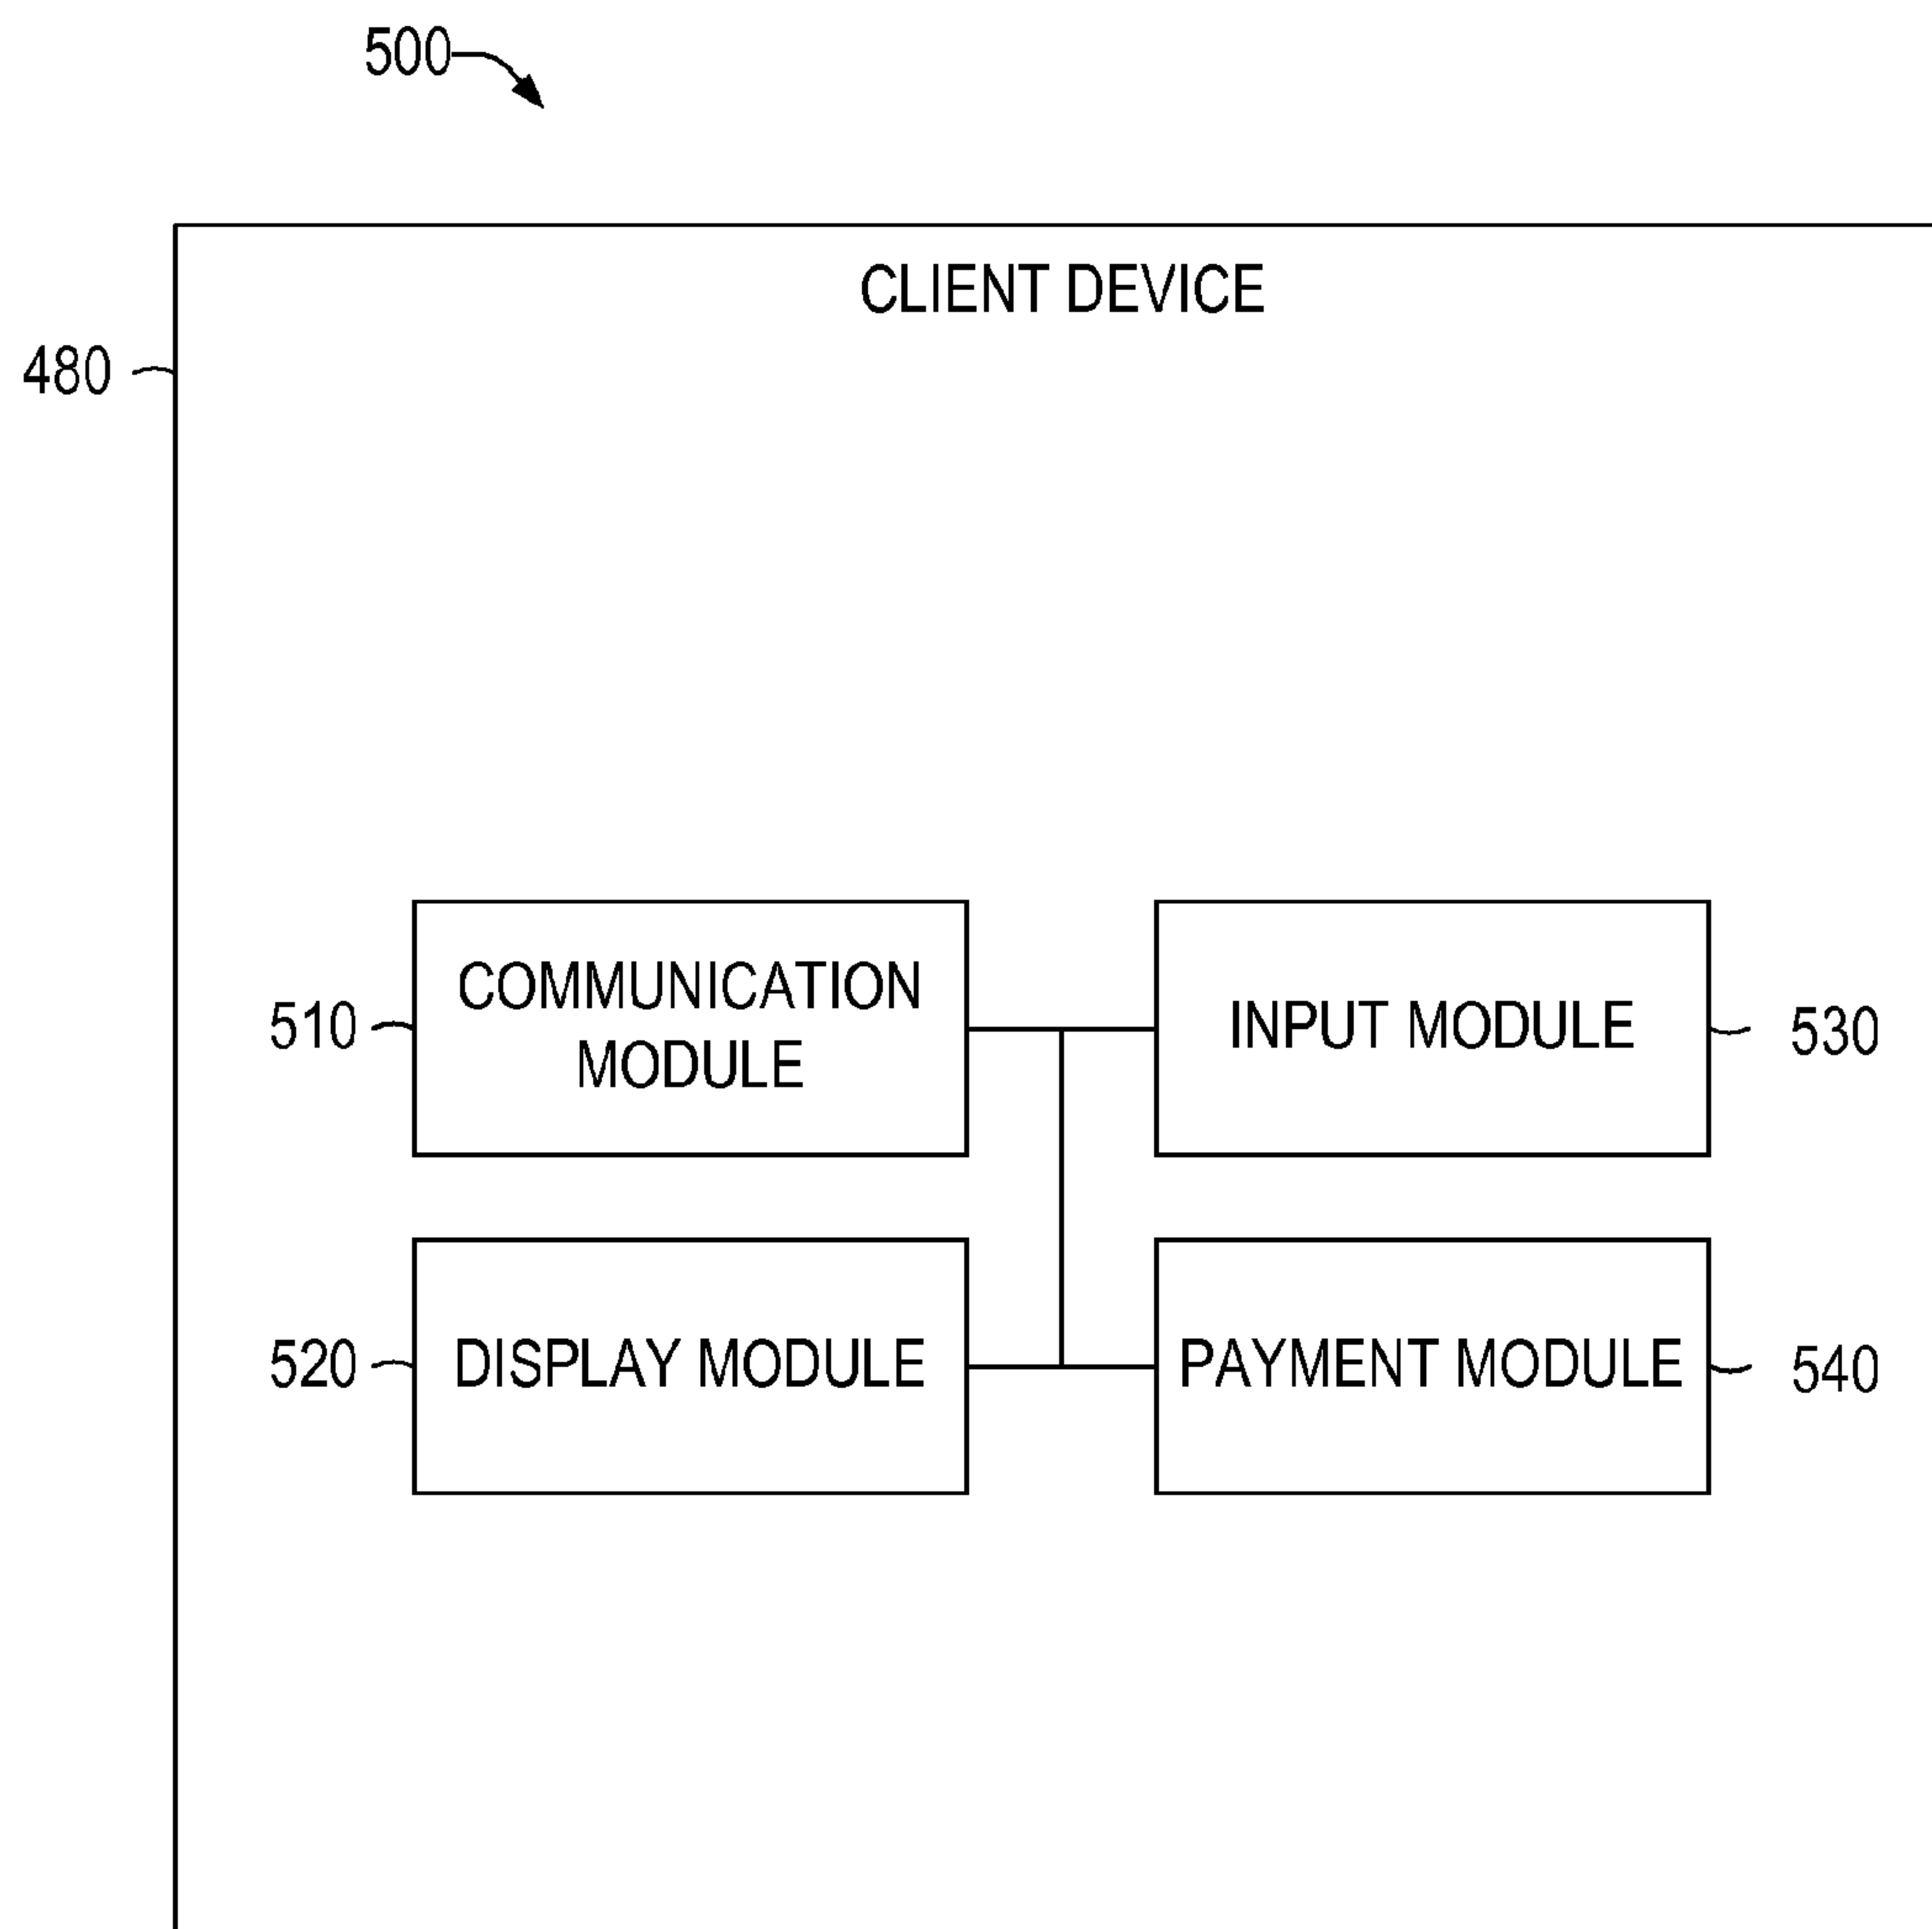 500
CLIENT DEVICE
480
COMMUNICATION
MODULE
510
INPUT MODULE
530
520
DISPLAY MODULE
PAYMENT MODULE
540